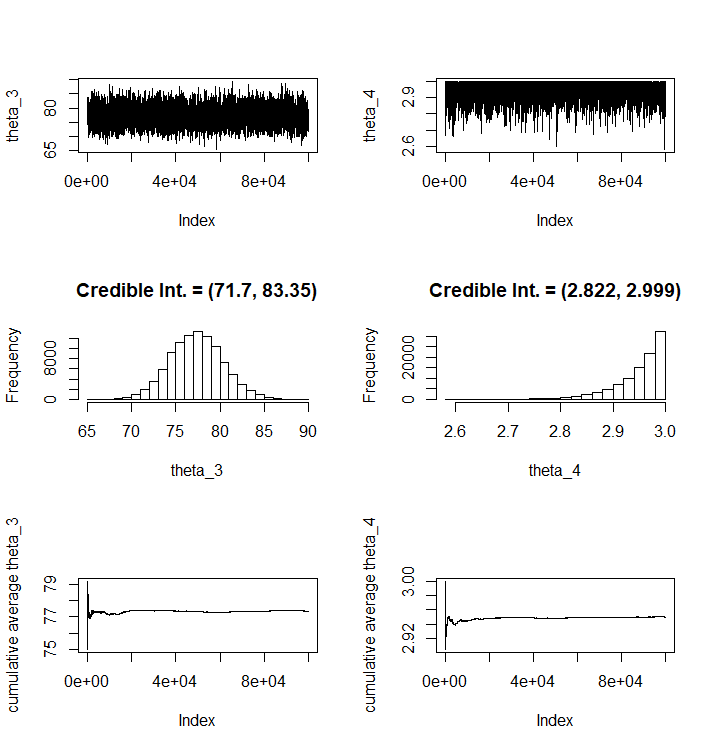 theta_3
65
80
0e+00 4e+04 8e+04
Index
theta_4
2.6
2.9
0e+00 4e+04 8e+04
Index
Credible Int. = (71.7, 83.35)
Frequency
0
8000
65 70 75 80 85 90
theta_3
Credible Int. = (2.822, 2.999)
Frequency
0
20000
2.6 2.7 2.8 2.9 3.0
theta_4
cumulative average theta_3
75
77
79
0e+00 4e+04 8e+04
Index
cumulative average theta_4
2.92
3.00
0e+00 4e+04 8e+04
Index